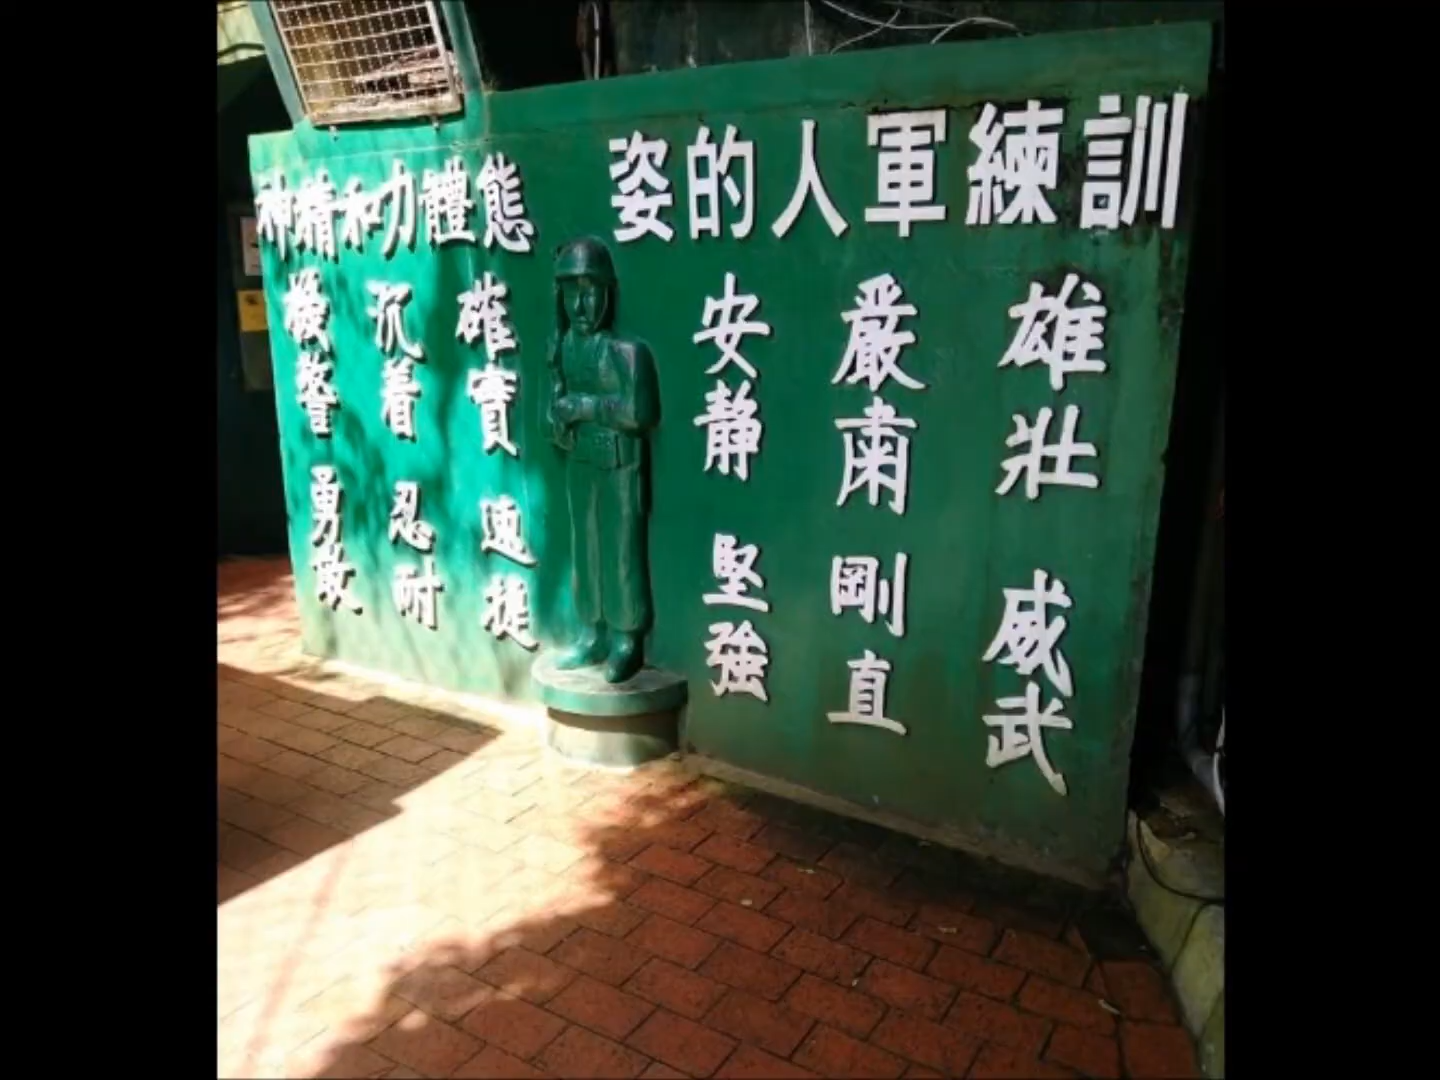 訓練軍人的姿態體力和精神
雄壯 威武
嚴肅 剛直
安靜 堅強
確實 速捷
沉着 忍耐
機警 勇敢